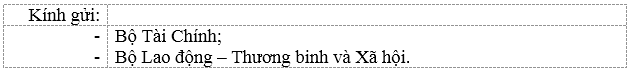 Kính gửi:
- Bộ Tài Chính;
- Bộ Lao động – Thương binh và Xã hội.